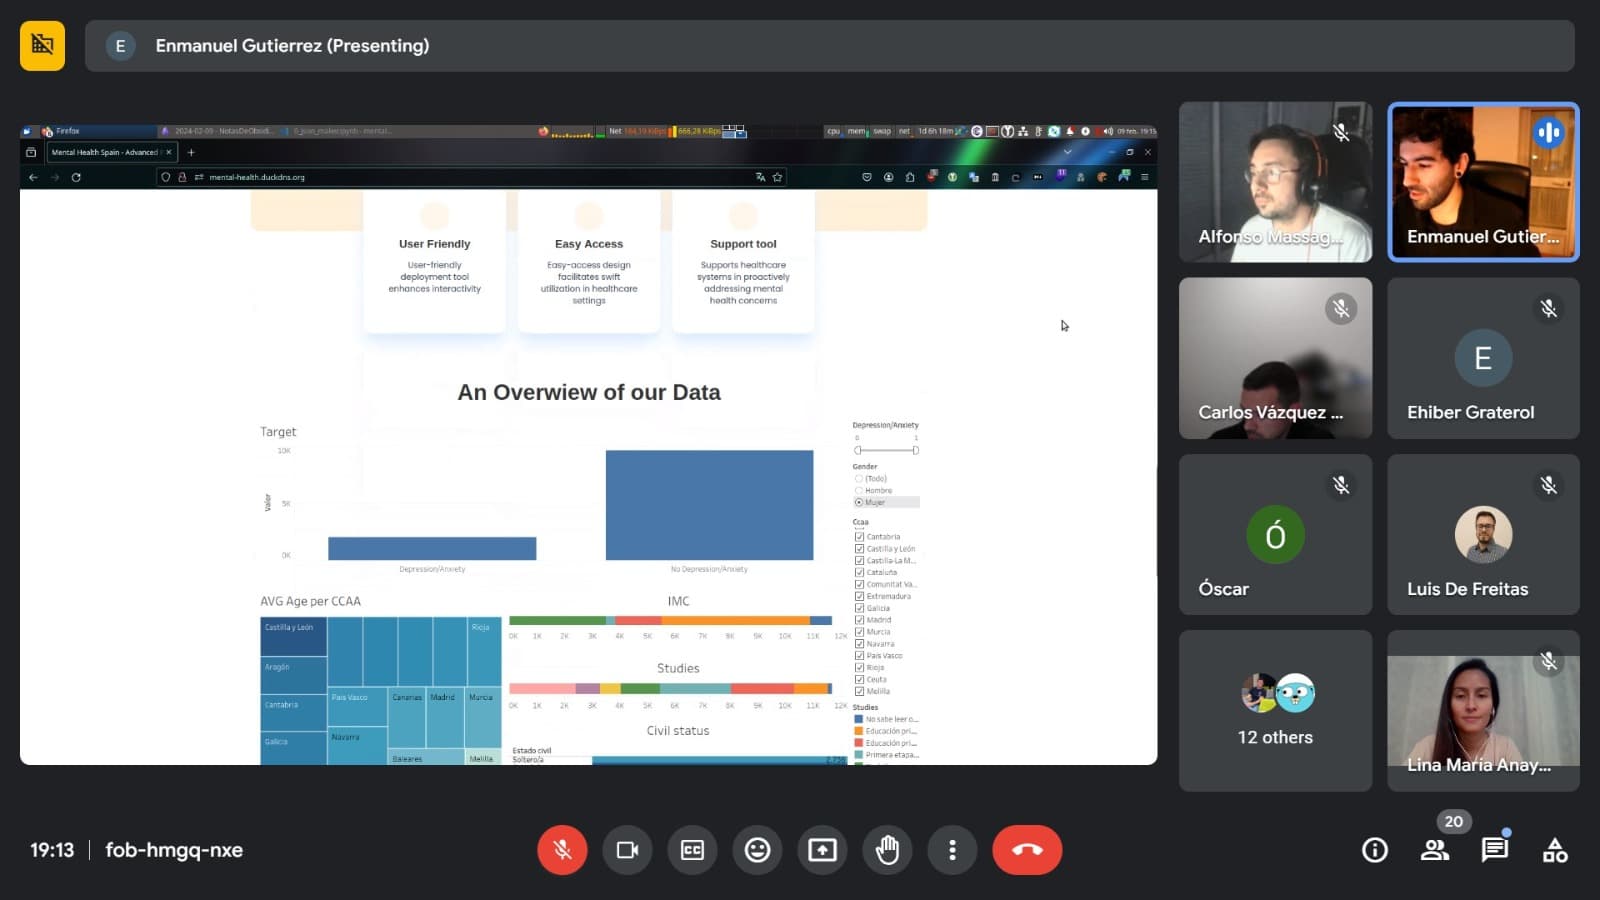 E
Enmanuel Gutierrez (Presenting)
Firefox
Mental Health Spain - Advanced
mental-health.duckdns.org
cpu
mem
swap
net
1d 6h 18m
09 feb. 19:15
User Friendly
User-friendly
deployment tool
enhances interactivity
Easy Access
Easy-access design
facilitates swift
utilization in healthcare
settings
Support tool
Supports healthcare
systems in proactively
addressing mental
health concerns
An Overwiew of our Data
Target
10K
5K
0K
Valor
Depression/Anxiety
No Depression/Anxiety
Depression/Anxiety
0
1
Gender
(Todo)
Hombre
Mujer
Ccaa
Cantabria
Castilla y León
Castilla-La M...
Cataluña
Comunitat Va...
Extremadura
Galicia
Madrid
Murcia
Navarra
País Vasco
Rioja
Ceuta
Melilla
Studies
No sabe leer o...
Educación pri...
Educación pri...
Primera etapa...
AVG Age per CCAA
Castilla y León
Aragón
Cantabria
Galicia
Rioja
País Vasco
Navarra
Canarias
Madrid
Murcia
Baleares
Melilla
IMC
0K 1K 2K 3K 4K 5K 6K 7K 8K 9K 10K 11K 12K
Studies
0K 1K 2K 3K 4K 5K 6K 7K 8K 9K 10K 11K 12K
Civil status
Estado civil
Soltero/a
Alfonso Massag...
Enmanuel Gutier...
Carlos Vázquez ...
E
Ehiber Graterol
Ó
Óscar
Luis De Freitas
12 others
Lina María Anay...
19:13
fob-hmgq-nxe
CC
20